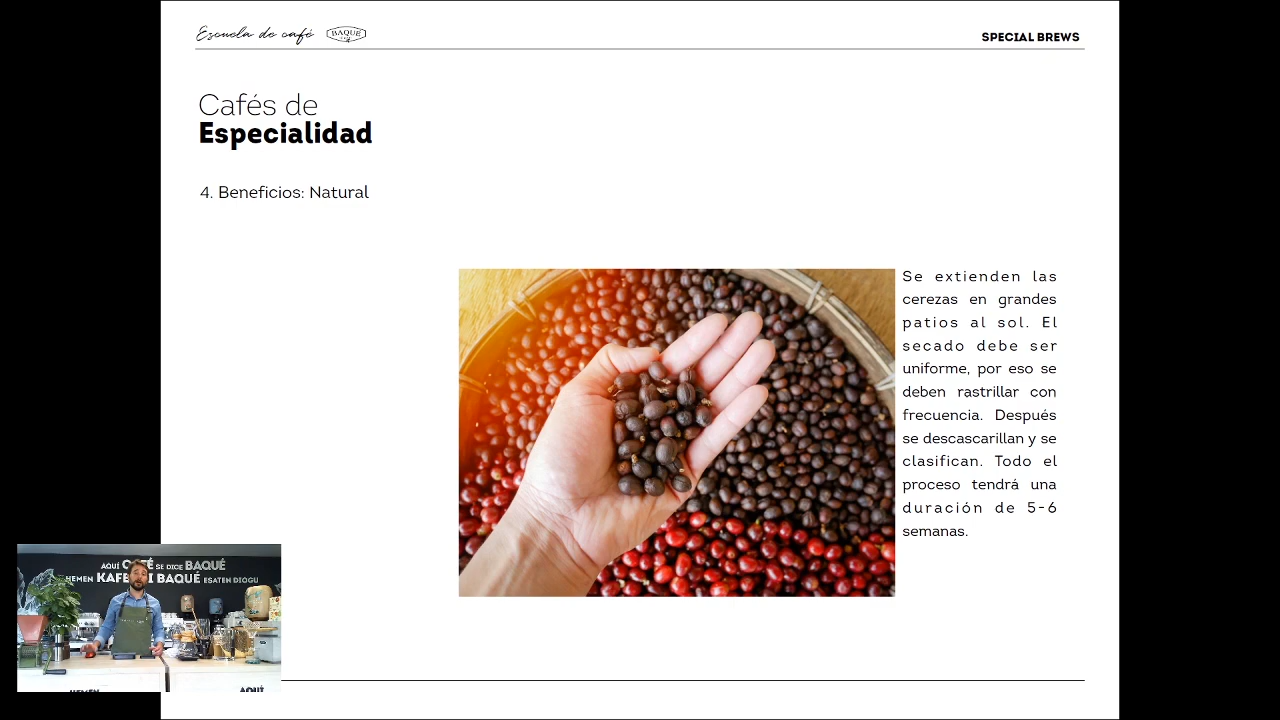 Escuela de café BAQUÉ
SPECIAL BREWS
Cafés de
Especialidad
4. Beneficios: Natural
Se extienden las
cerezas en grandes
patios al sol. El
secado debe ser
uniforme, por eso se
deben rastrillar con
frecuencia. Después
se descascarillan y se
clasifican. Todo el
proceso tendrá una
duración de 5-6
semanas.
AQUÍ CAFÉ SE DICE BAQUÉ
HEMEN KAFEARI BAQUÉ ESATEN DIOGU
HEMEN
AQUÍ